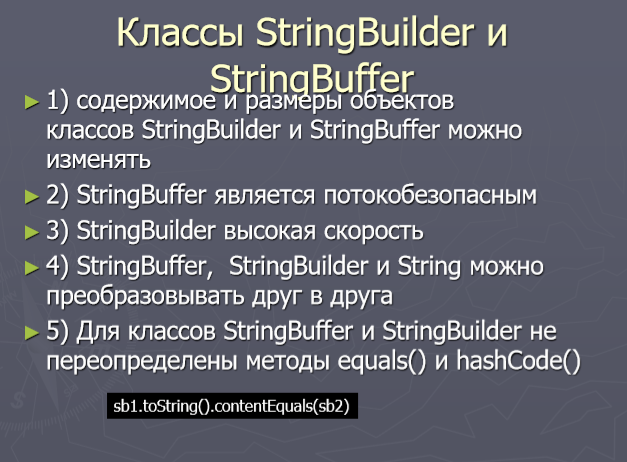 Классы StringBuilder и
StringBuffer
1) содержимое и размеры объектов
классов StringBuilder и StringBuffer можно
изменять
2) StringBuffer является потокобезопасным
3) StringBuilder высокая скорость
4) StringBuffer, StringBuilder и String можно
преобразовывать друг в друга
5) Для классов StringBuffer и StringBuilder не
переопределены методы equals() и hashCode()
sb1.toString().contentEquals(sb2)